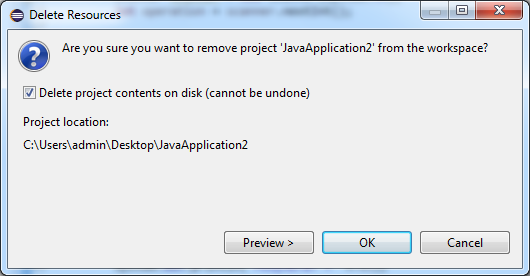 Delete Resources
Are you sure you want to remove project 'JavaApplication2' from the workspace?
Delete project contents on disk (cannot be undone)
Project location:
C:\Users\admin\Desktop\JavaApplication2
Preview >
OK
Cancel